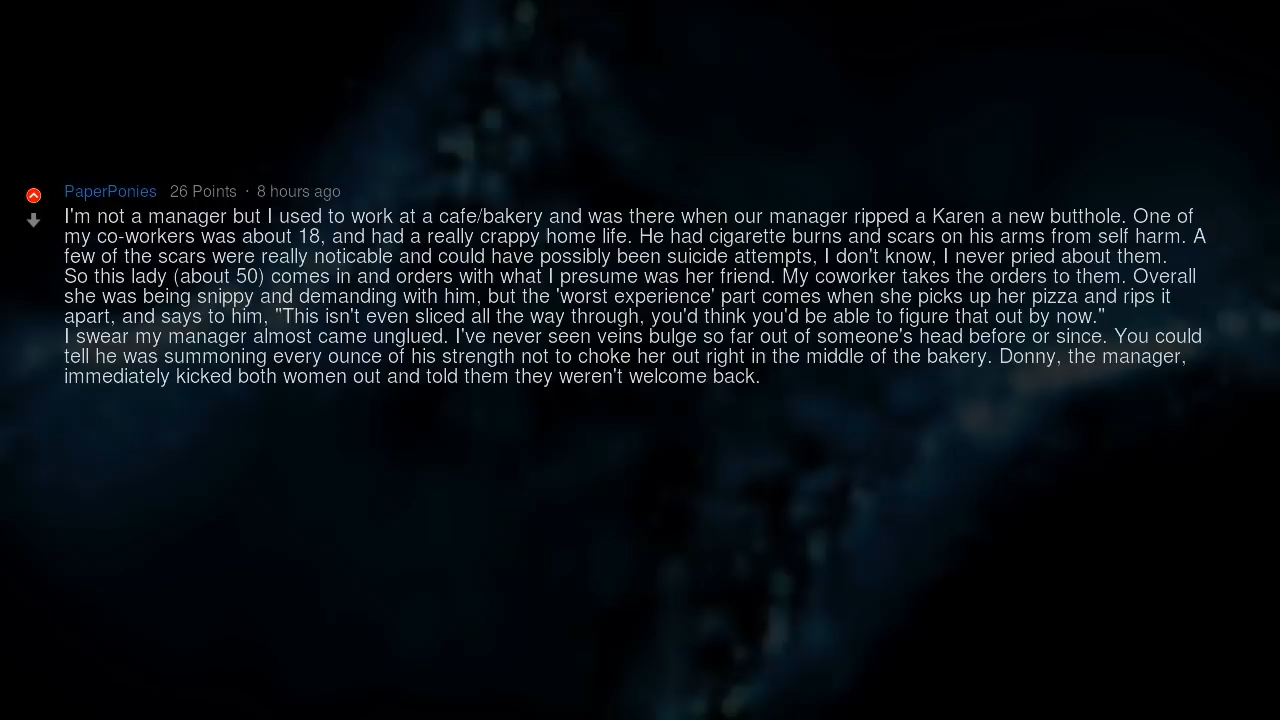 PaperPonies 26 Points · 8 hours ago
I'm not a manager but I used to work at a cafe/bakery and was there when our manager ripped a Karen a new butthole. One of
my co-workers was about 18, and had a really crappy home life. He had cigarette burns and scars on his arms from self harm. A
few of the scars were really noticable and could have possibly been suicide attempts, I don't know, I never pried about them.
So this lady (about 50) comes in and orders with what I presume was her friend. My coworker takes the orders to them. Overall
she was being snippy and demanding with him, but the 'worst experience' part comes when she picks up her pizza and rips it
apart, and says to him, "This isn't even sliced all the way through, you'd think you'd be able to figure that out by now."
I swear my manager almost came unglued. I've never seen veins bulge so far out of someone's head before or since. You could
tell he was summoning every ounce of his strength not to choke her out right in the middle of the bakery. Donny, the manager,
immediately kicked both women out and told them they weren't welcome back.